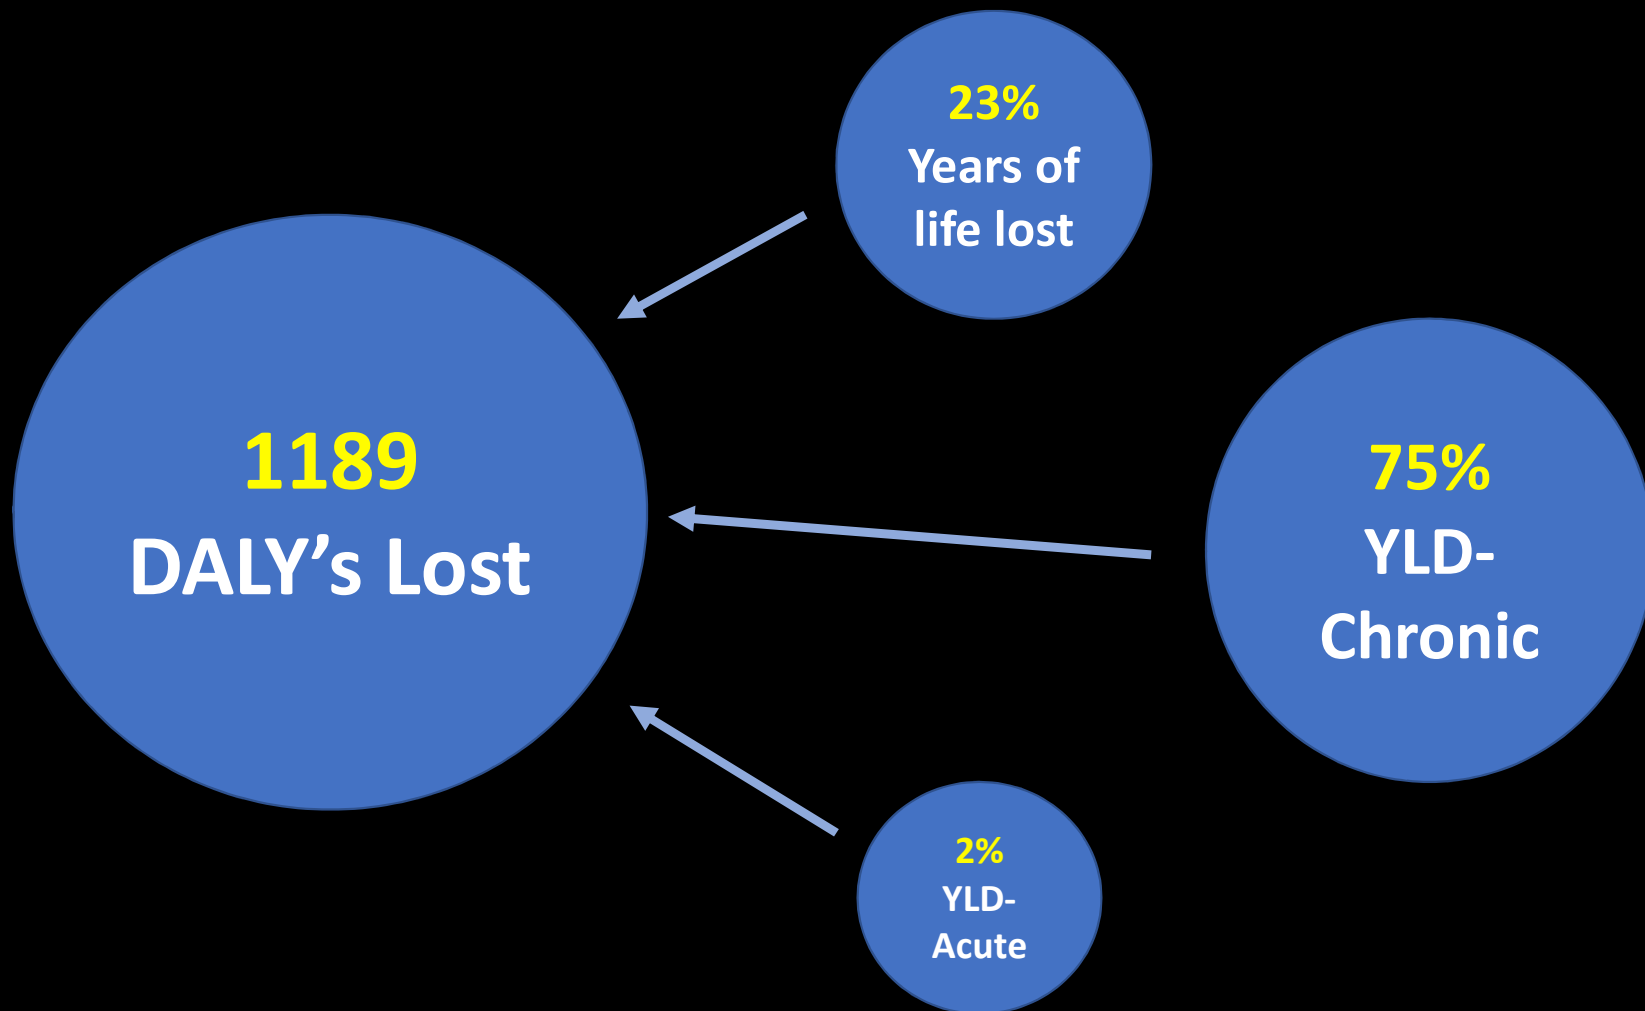 23%
Years of
life lost
1189
DALY’s Lost
75%
YLD-
Chronic
2%
YLD-
Acute